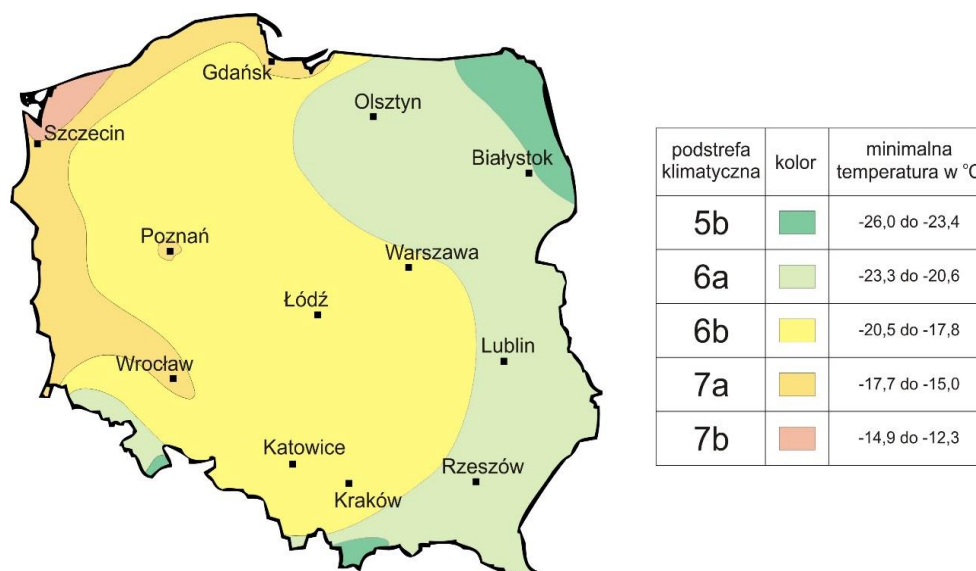 Gdańsk
Olsztyn
Szczecin
Białystok
Poznań
Warszawa
Łódź
Wrocław
Lublin
Katowice
Rzeszów
Kraków
podstrefa
klimatyczna
kolor
minimalna
temperatura w °C
5b
-26,0 do -23,4
6a
-23,3 do -20,6
6b
-20,5 do -17,8
7a
-17,7 do -15,0
7b
-14,9 do -12,3